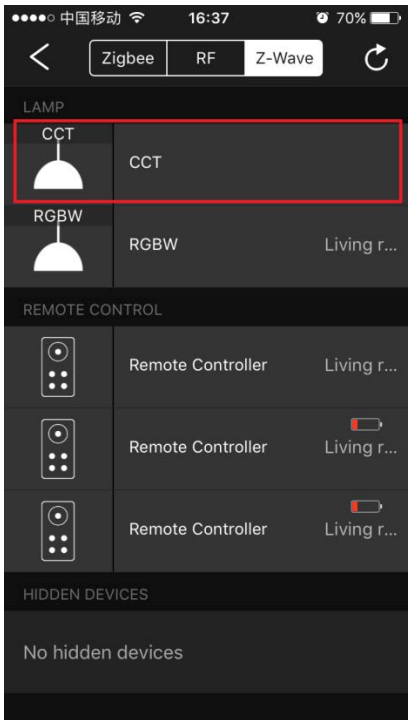 中国移动 16:37 70%
Zigbee RF Z-Wave
LAMP
CCT
CCT
RGBW
RGBW Living r...
REMOTE CONTROL
Remote Controller Living r...
Remote Controller Living r...
Remote Controller Living r...
HIDDEN DEVICES
No hidden devices